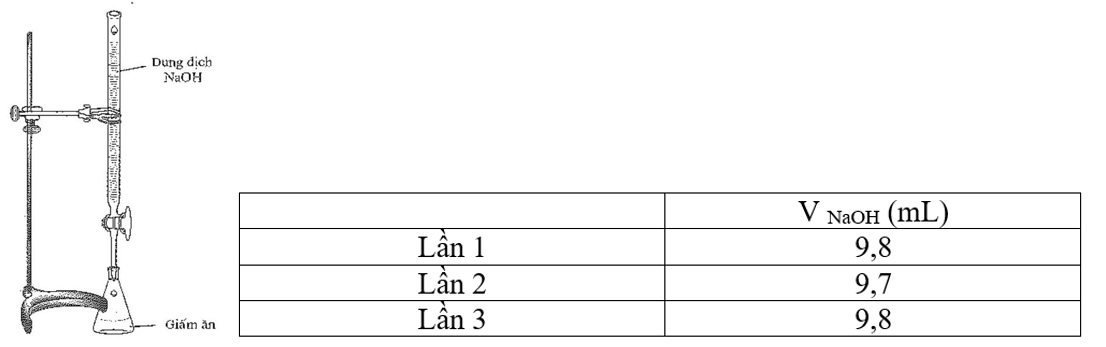 Dung dịch
NaOH
Giấm ăn
V NaOH (mL)
Lần 1 9,8
Lần 2 9,7
Lần 3 9,8